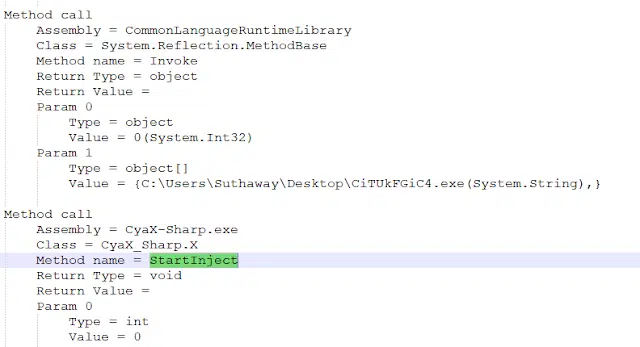 Method call
Assembly = CommonLanguageRuntimeLibrary
Class = System.Reflection.MethodBase
Method name = Invoke
Return Type = object
Return Value =
Param 0
Type = object
Value = 0(System.Int32)
Param 1
Type = object[]
Value = {C:\Users\Suthaway\Desktop\CiTUkFGiC4.exe(System.String),}
Method call
Assembly = CyaX-Sharp.exe
Class = CyaX_Sharp.X
Method name = StartInject
Return Type = void
Return Value =
Param 0
Type = int
Value = 0